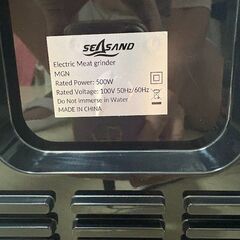 SEASAND
Electric Meat grinder
MGN
Rated Power: 500W
Rated Voltage: 100V 50Hz/60Hz
Do Not Immerse in Water
MADE IN CHINA